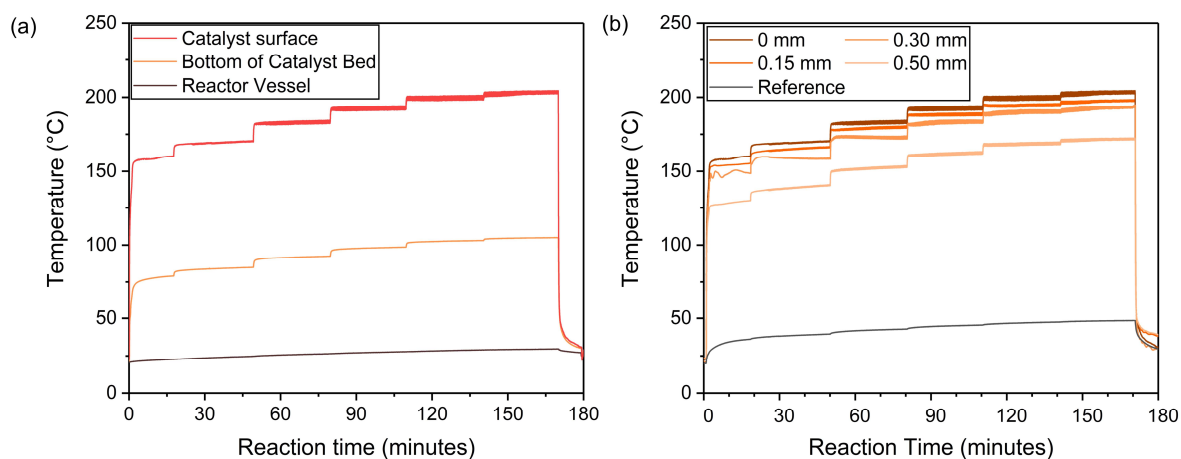 (a)
250
200
150
100
50
0
Temperature (°C)
Catalyst surface
Bottom of Catalyst Bed
Reactor Vessel
0 30 60 90 120 150 180
Reaction time (minutes)
(b)
250
200
150
100
50
0
Temperature (°C)
0 mm 0.30 mm
0.15 mm 0.50 mm
Reference
0 30 60 90 120 150 180
Reaction Time (minutes)